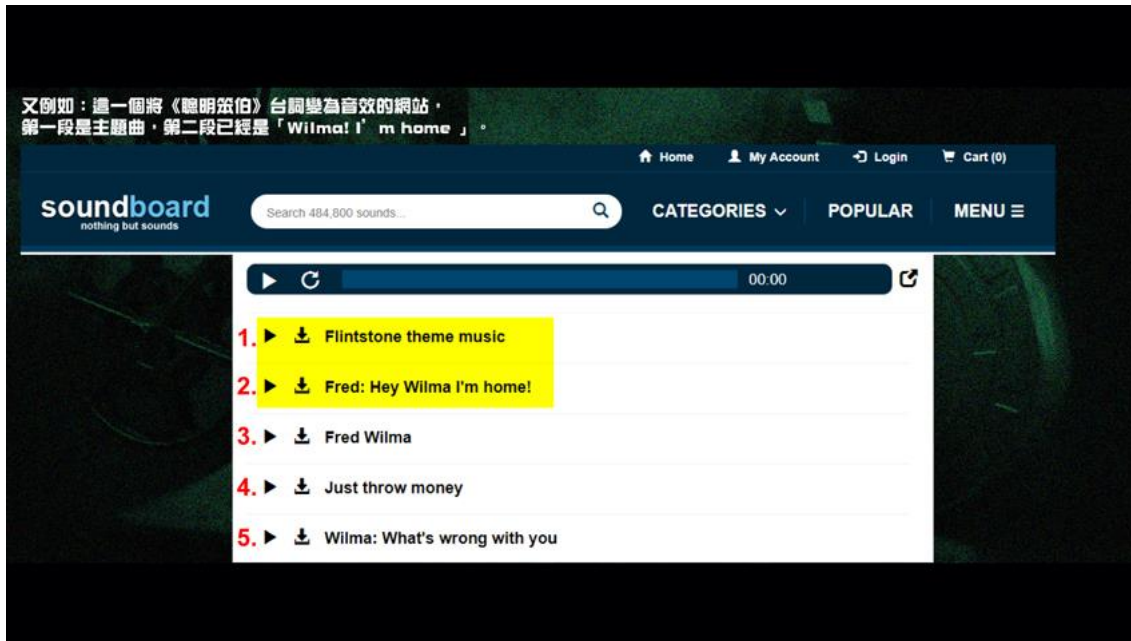 又例如：這一個將《聰明笨伯》台詞變為音效的網站，
第一段是主題曲，第二段已經是「Wilma! I’m home 」。
Home My Account Login Cart (0)
soundboard
nothing but sounds
Search 484,800 sounds...
CATEGORIES POPULAR MENU
00:00
1. Flintstone theme music
2. Fred: Hey Wilma I'm home!
3. Fred Wilma
4. Just throw money
5. Wilma: What's wrong with you